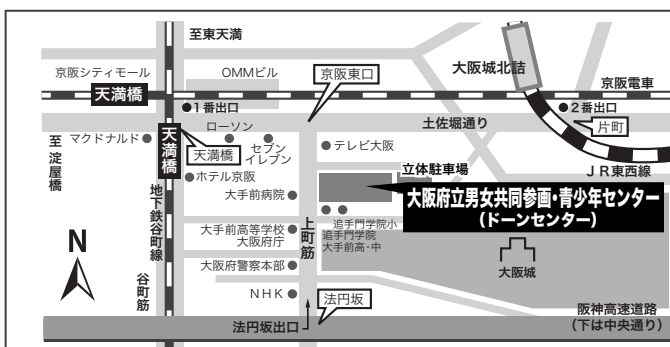 至東天満
京阪シティモール
OMMビル
京阪東口
大阪城北詰
京阪電車
天満橋
●1番出口
●2番出口
片町
至 淀屋橋
マクドナルド
天満橋
天満橋
ローソン
セブン
イレブン
土佐堀通り
テレビ大阪
JR東西線
ホテル京阪
立体駐車場
大阪府立男女共同参画・青少年センター
(ドーンセンター)
大手前病院
地下鉄谷町線
上町筋
追手門学院小
追手門学院
大手前高・中
大手前高等学校
大阪府庁
大阪城
N
谷町筋
大阪府警察本部
NHK
法円坂
阪神高速道路
(下は中央通り)
法円坂出口